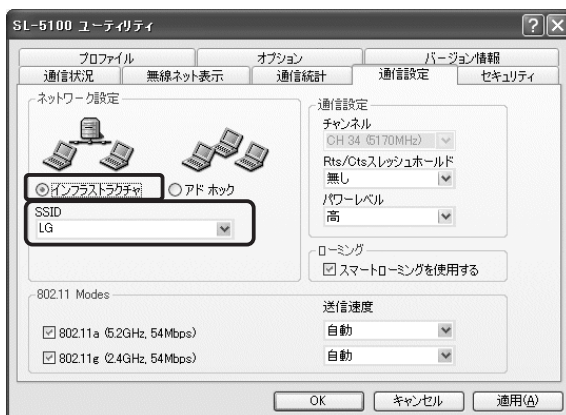 SL-5100 ユーティリティ
プロファイル オプション バージョン情報
通信状況 無線ネット表示 通信統計 通信設定 セキュリティ
ネットワーク設定
インフラストラクチャ アド ホック
SSID
LG
通信設定
チャンネル
CH 34 (5170MHz)
Rts/Ctsスレッシュホールド
無し
パワーレベル
高
ローミング
スマートローミングを使用する
802.11 Modes
送信速度
802.11a (5.2GHz, 54Mbps) 自動
802.11g (2.4GHz, 54Mbps) 自動
OK キャンセル 適用(A)